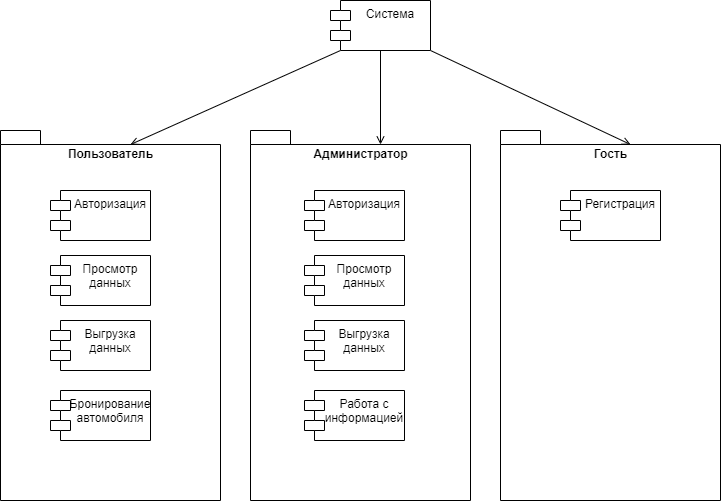 Система
Пользователь
Авторизация
Просмотр
данных
Выгрузка
данных
Бронирование
автомобиля
Администратор
Авторизация
Просмотр
данных
Выгрузка
данных
Работа с
информацией
Гость
Регистрация